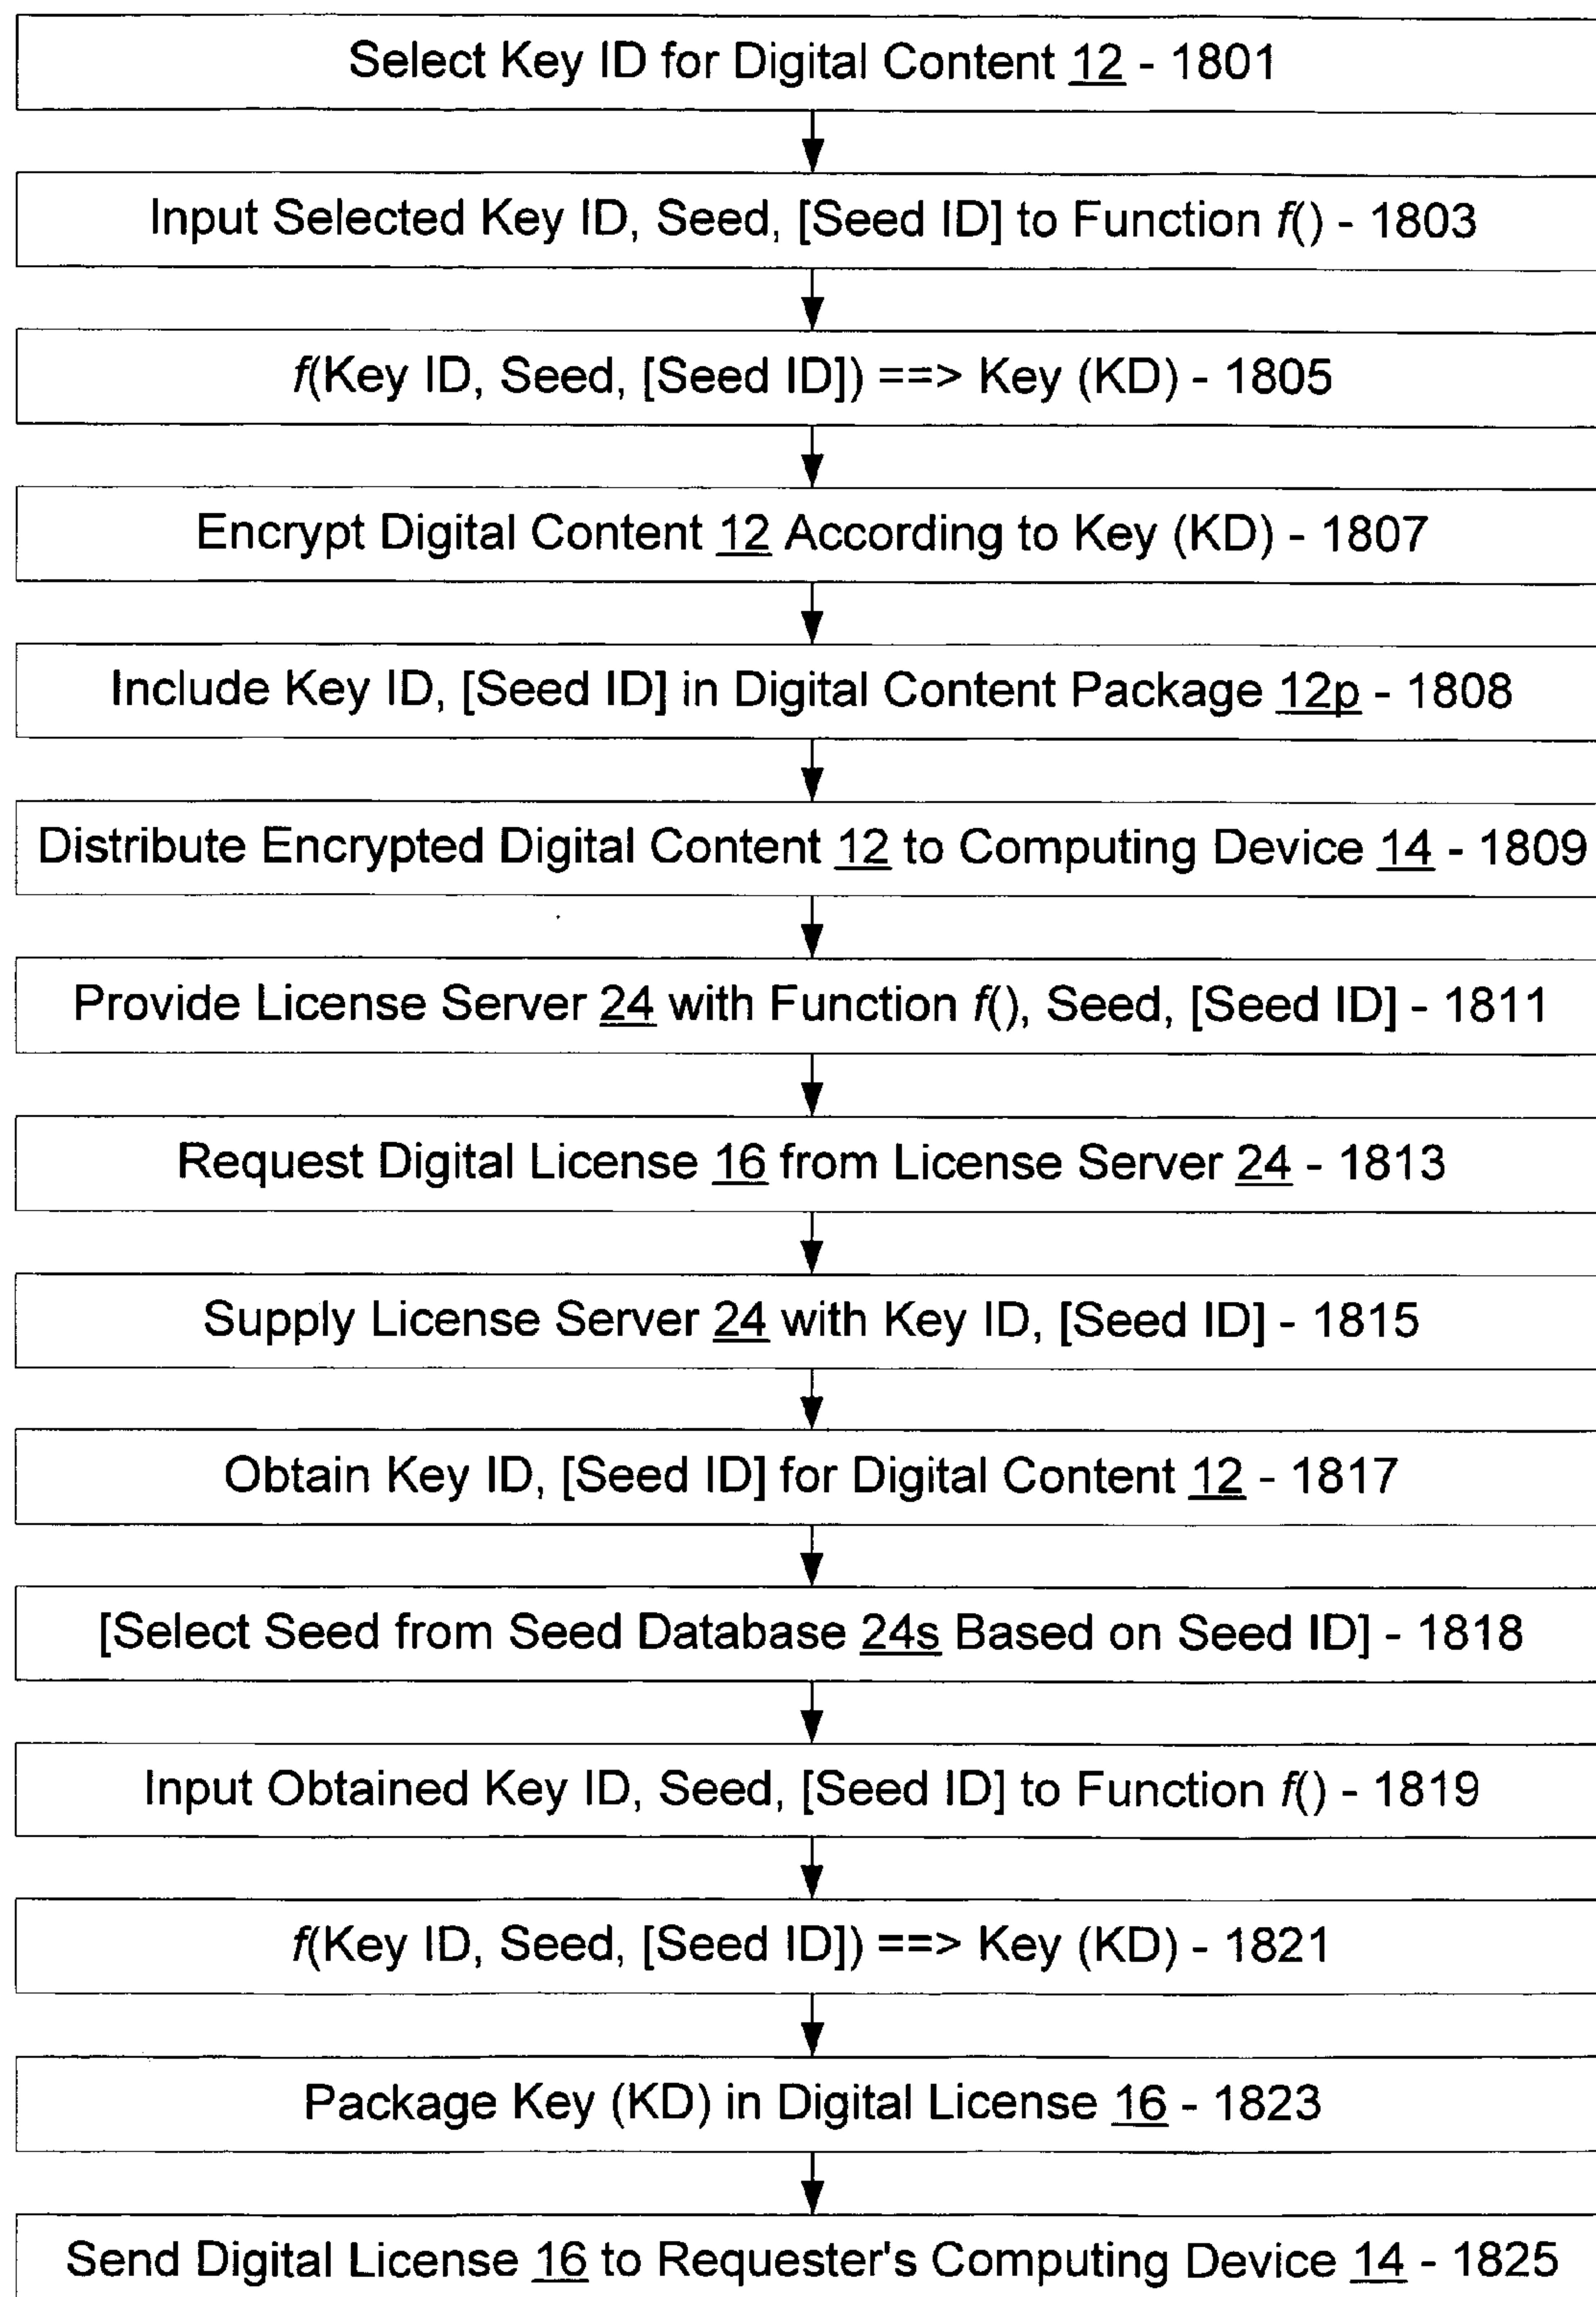 Select Key ID for Digital Content 12 - 1801
Input Selected Key ID, Seed, [Seed ID] to Function f() - 1803
f(Key ID, Seed, [Seed ID]) ==> Key (KD) - 1805
Encrypt Digital Content 12 According to Key (KD) - 1807
Include Key ID, [Seed ID] in Digital Content Package 12p - 1808
Distribute Encrypted Digital Content 12 to Computing Device 14 - 1809
Provide License Server 24 with Function f(), Seed, [Seed ID] - 1811
Request Digital License 16 from License Server 24 - 1813
Supply License Server 24 with Key ID, [Seed ID] - 1815
Obtain Key ID, [Seed ID] for Digital Content 12 - 1817
[Select Seed from Seed Database 24s Based on Seed ID] - 1818
Input Obtained Key ID, Seed, [Seed ID] to Function f() - 1819
f(Key ID, Seed, [Seed ID]) ==> Key (KD) - 1821
Package Key (KD) in Digital License 16 - 1823
Send Digital License 16 to Requester's Computing Device 14 - 1825